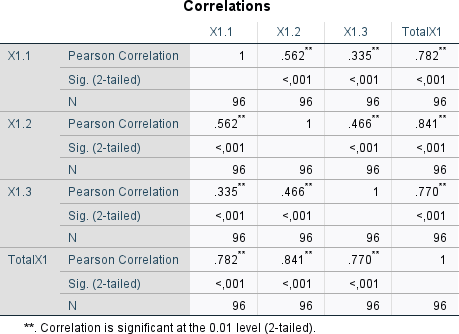 Correlations
X1.1 X1.2 X1.3 TotalX1
X1.1 Pearson Correlation 1 .562** .335** .782**
Sig. (2-tailed) <,001 <,001 <,001
N 96 96 96 96
X1.2 Pearson Correlation .562** 1 .466** .841**
Sig. (2-tailed) <,001 <,001 <,001
N 96 96 96 96
X1.3 Pearson Correlation .335** .466** 1 .770**
Sig. (2-tailed) <,001 <,001 <,001
N 96 96 96 96
TotalX1 Pearson Correlation .782** .841** .770** 1
Sig. (2-tailed) <,001 <,001 <,001
N 96 96 96 96
**. Correlation is significant at the 0.01 level (2-tailed).